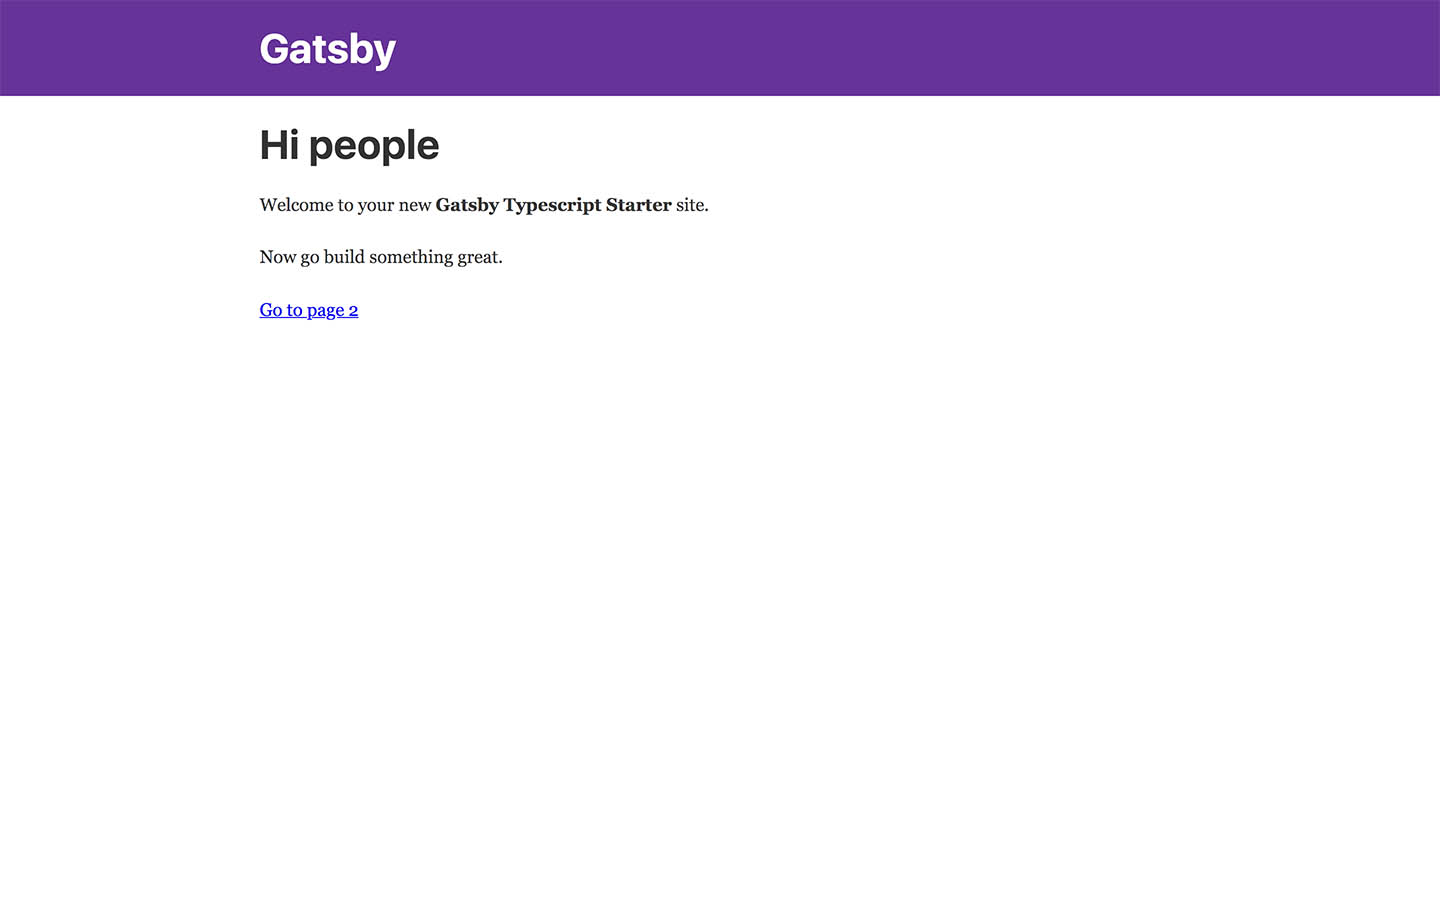 Gatsby
Hi people
Welcome to your new Gatsby Typescript Starter site.
Now go build something great.
Go to page 2